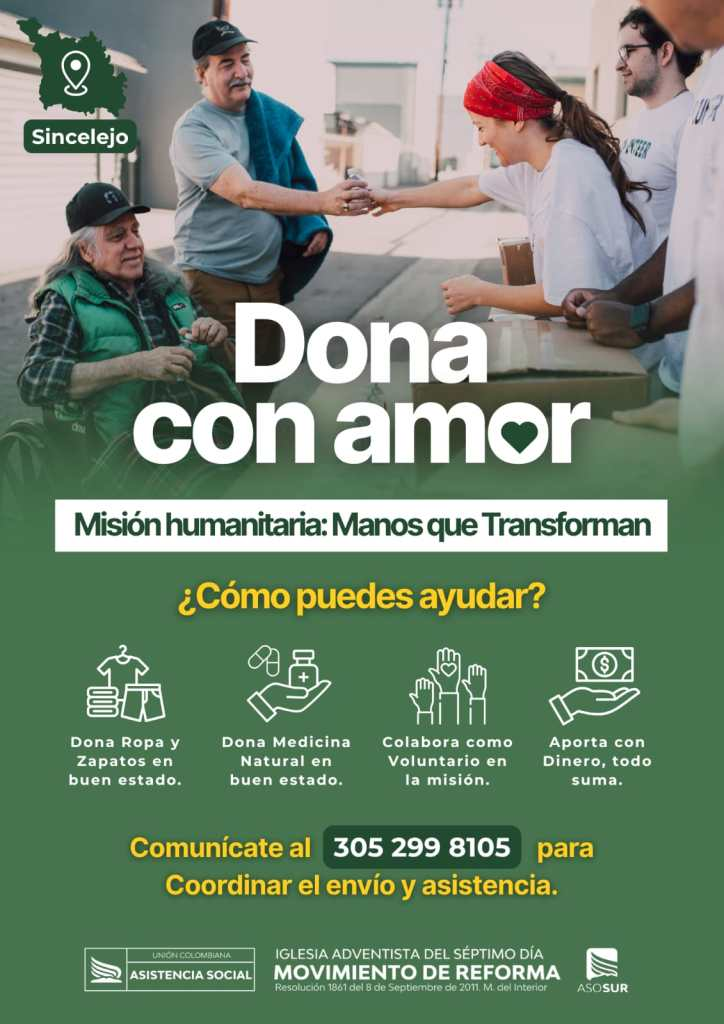 Sincelejo
Dona
con amor
Misión humanitaria: Manos que Transforman
¿Cómo puedes ayudar?
Dona Ropa y
Zapatos en
buen estado.
Dona Medicina
Natural en
buen estado.
Colabora como
Voluntario en
la misión.
Aporta con
Dinero, todo
suma.
Comunícate al 305 299 8105 para
Coordinar el envío y asistencia.
UNIÓN COLOMBIANA
ASISTENCIA SOCIAL
IGLESIA ADVENTISTA DEL SÉPTIMO DÍA
MOVIMIENTO DE REFORMA
Resolución 1861 del 8 de Septiembre de 2011. M. del Interior
ASOSUR